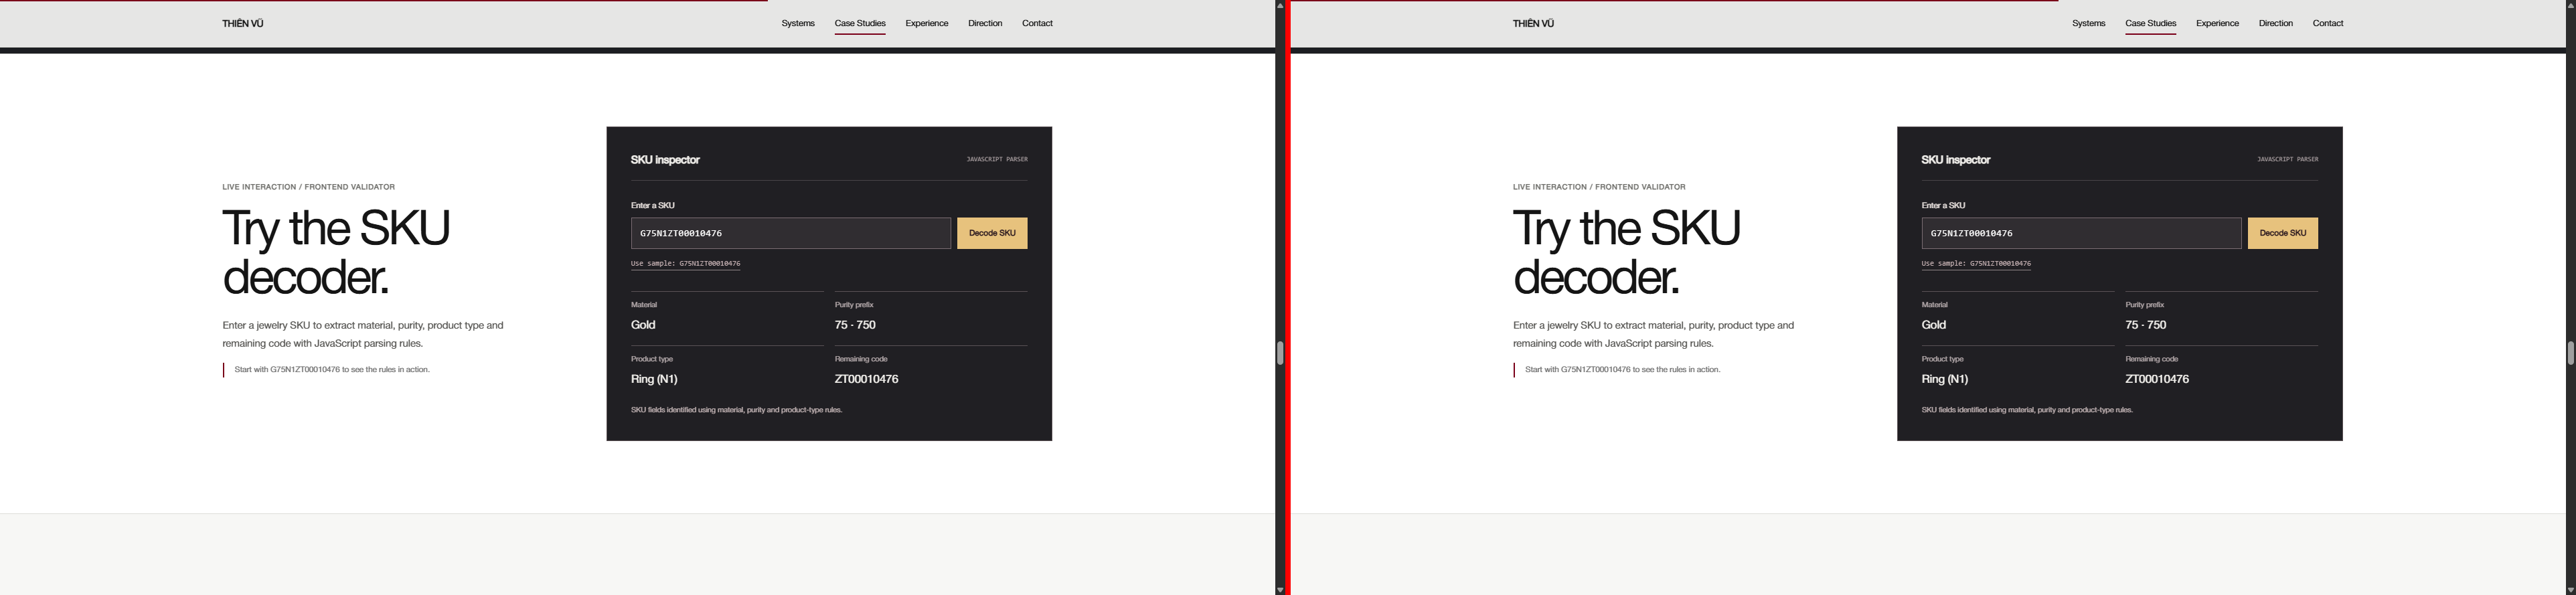 THIÊN VŨ
Systems Case Studies Experience Direction Contact
LIVE INTERACTION / FRONTEND VALIDATOR
Try the SKU
decoder.
Enter a jewelry SKU to extract material, purity, product type and
remaining code with JavaScript parsing rules.
Start with G75N1ZT00010476 to see the rules in action.
SKU inspector
JAVASCRIPT PARSER
Enter a SKU
G75N1ZT00010476
Decode SKU
Use sample: G75N1ZT00010476
Material
Gold
Purity prefix
75 - 750
Product type
Ring (N1)
Remaining code
ZT00010476
SKU fields identified using material, purity and product-type rules.
THIÊN VŨ
Systems Case Studies Experience Direction Contact
LIVE INTERACTION / FRONTEND VALIDATOR
Try the SKU
decoder.
Enter a jewelry SKU to extract material, purity, product type and
remaining code with JavaScript parsing rules.
Start with G75N1ZT00010476 to see the rules in action.
SKU inspector
JAVASCRIPT PARSER
Enter a SKU
G75N1ZT00010476
Decode SKU
Use sample: G75N1ZT00010476
Material
Gold
Purity prefix
75 - 750
Product type
Ring (N1)
Remaining code
ZT00010476
SKU fields identified using material, purity and product-type rules.